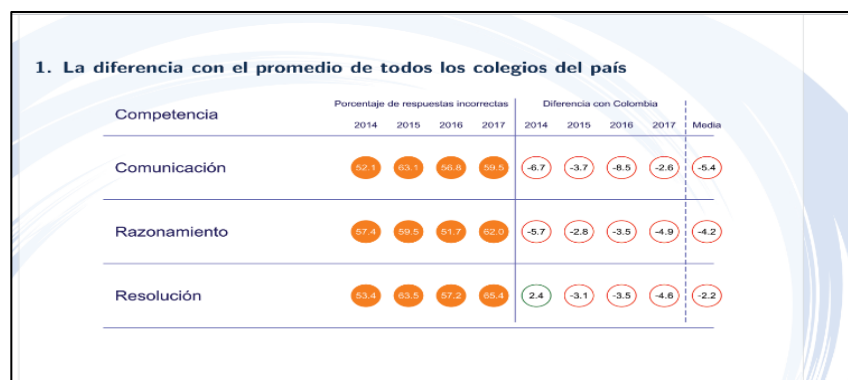 1. La diferencia con el promedio de todos los colegios del país
Porcentaje de respuestas incorrectas Diferencia con Colombia
Competencia
2014 2015 2016 2017 2014 2015 2016 2017 Media
Comunicación 52.1 63.1 56.8 59.5 -6.7 -3.7 -8.5 -2.6 -5.4
Razonamiento 57.4 59.5 51.7 62.0 -5.7 -2.8 -3.5 -4.9 -4.2
Resolución 53.4 63.5 57.2 65.4 2.4 -3.1 -3.5 -4.6 -2.2